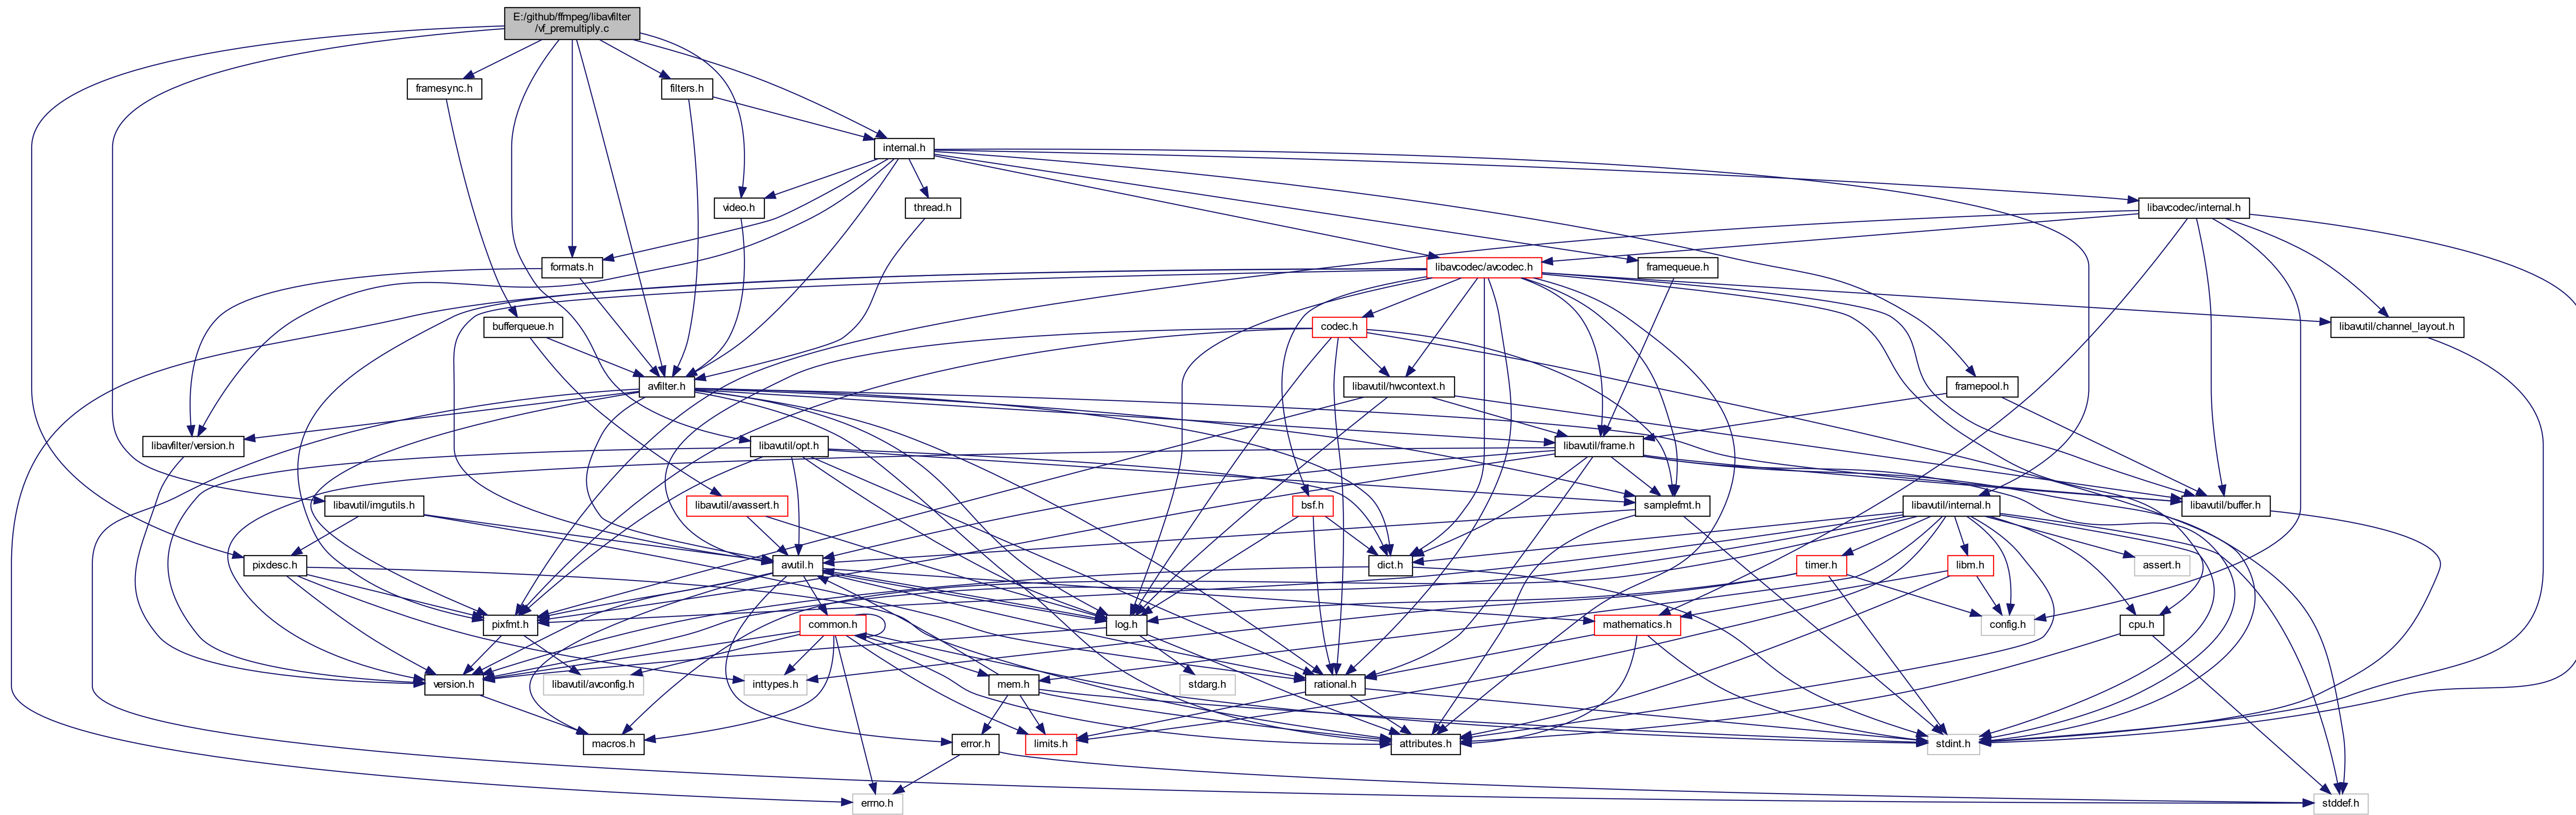 E:/github/ffmpeg/libavfilter
/vf_premultiply.c
framesync.h
filters.h
internal.h
video.h
thread.h
libavcodec/internal.h
formats.h
libavcodec/avcodec.h
framequeue.h
bufferqueue.h
codec.h
libavutil/channel_layout.h
avfilter.h
libavutil/hwcontext.h
framepool.h
libavfilter/version.h
libavutil/opt.h
libavutil/frame.h
libavutil/imgutils.h
libavutil/avassert.h
bsf.h
samplefmt.h
libavutil/internal.h
libavutil/buffer.h
pixdesc.h
avutil.h
dict.h
timer.h
libm.h
assert.h
pixfmt.h
common.h
log.h
mathematics.h
config.h
cpu.h
version.h
libavutil/avconfig.h
inttypes.h
mem.h
stdarg.h
rational.h
macros.h
error.h
limits.h
attributes.h
stdint.h
errno.h
stddef.h